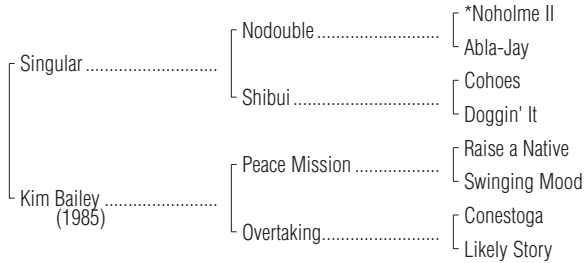 *Noholme II
Nodouble
Abla-Jay
Singular
Cohoes
Shibui
Doggin' It
Raise a Native
Peace Mission
Swinging Mood
Kim Bailey
(1985)
Conestoga
Overtaking
Likely Story